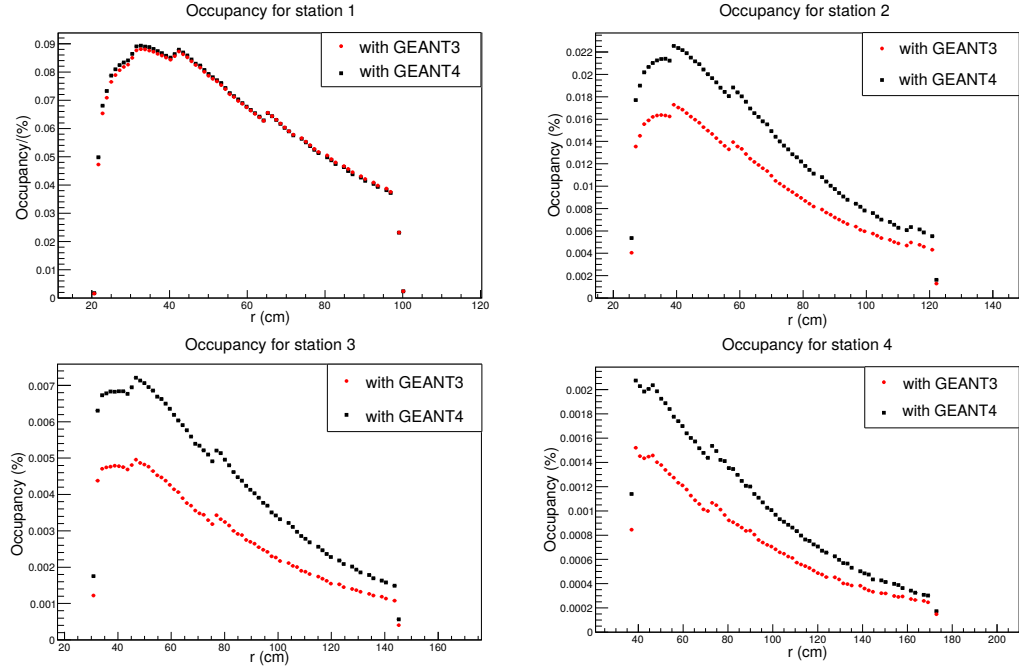 Occupancy for station 1
Occupancy/(%)
0.09
0.08
0.07
0.06
0.05
0.04
0.03
0.02
0.01
0
with GEANT3
with GEANT4
20 40 60 80 100 120
r (cm)
Occupancy for station 2
Occupancy (%)
0.022
0.02
0.018
0.016
0.014
0.012
0.01
0.008
0.006
0.004
0.002
0
with GEANT3
with GEANT4
20 40 60 80 100 120 140
r (cm)
Occupancy for station 3
Occupancy (%)
0.007
0.006
0.005
0.004
0.003
0.002
0.001
0
with GEANT3
with GEANT4
20 40 60 80 100 120 140 160
r (cm)
Occupancy for station 4
Occupancy (%)
0.002
0.0018
0.0016
0.0014
0.0012
0.001
0.0008
0.0006
0.0004
0.0002
0
with GEANT3
with GEANT4
40 60 80 100 120 140 160 180 200
r (cm)